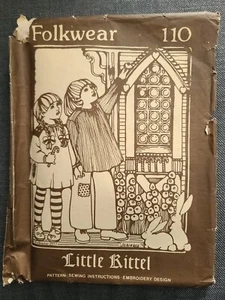 Folkwear 110
Little Kittel
PATTERN · SEWING INSTRUCTIONS · EMBROIDERY DESIGN